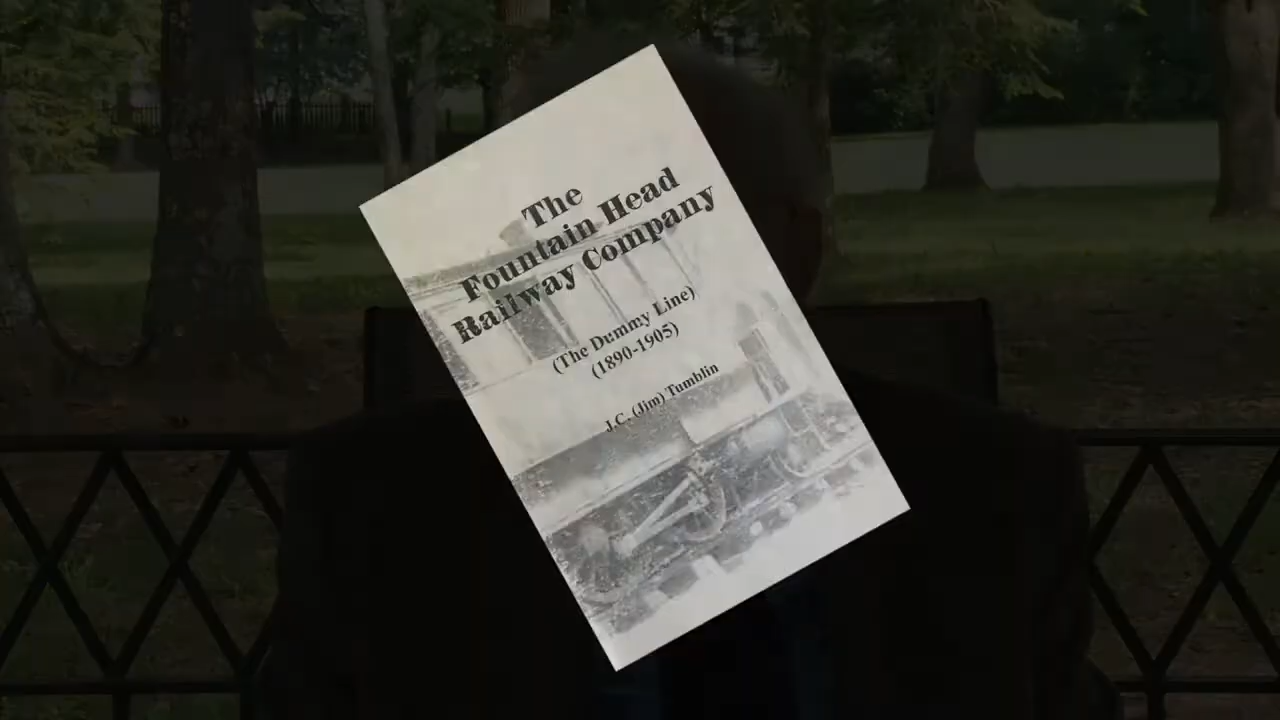 The
Fountain Head
Railway Company
(The Dummy Line)
(1890-1905)
J.C. (Jim) Tumblin